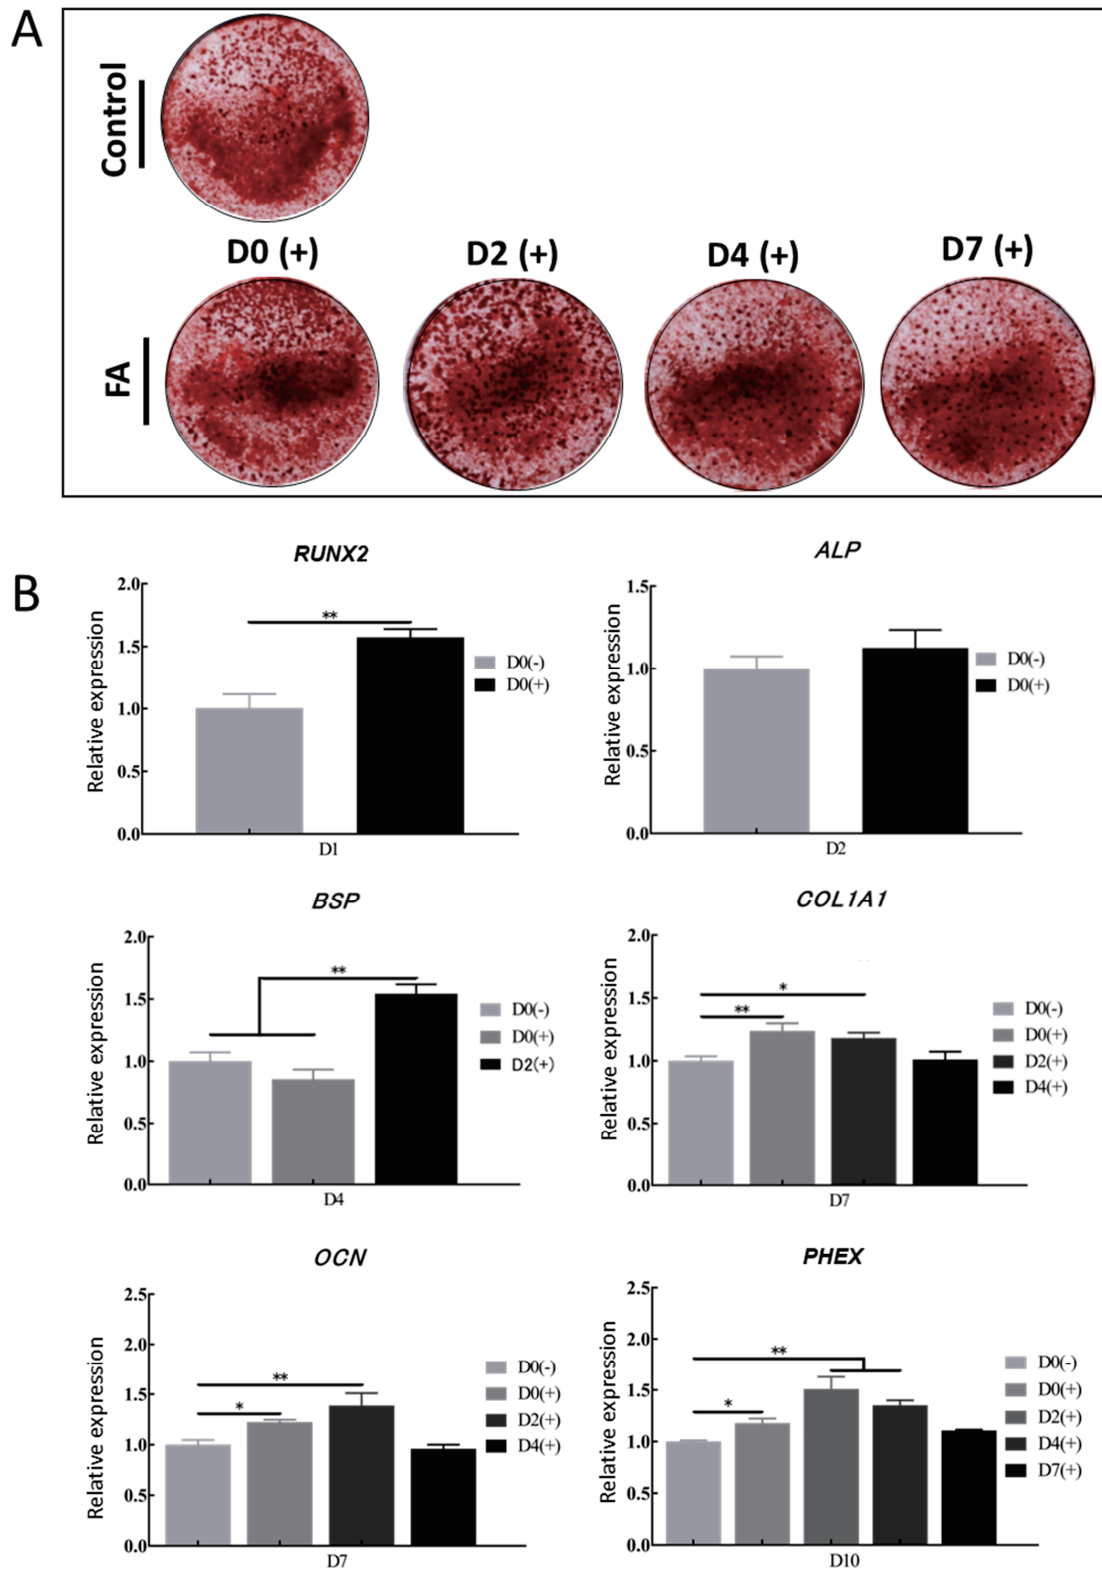 A
Control
D0 (+)
D2 (+)
D4 (+)
D7 (+)
FA
B
RUNX2
Relative expression
2.0
1.5
1.0
0.5
0.0
**
D0(-)
D0(+)
D1
ALP
Relative expression
1.5
1.0
0.5
0.0
D0(-)
D0(+)
D2
BSP
Relative expression
2.0
1.5
1.0
0.5
0.0
**
D0(-)
D0(+)
D2(+)
D4
COL1A1
Relative expression
2.0
1.5
1.0
0.5
0.0
*
**
D0(-)
D0(+)
D2(+)
D4(+)
D7
OCN
Relative expression
2.5
2.0
1.5
1.0
0.5
0.0
**
*
D0(-)
D0(+)
D2(+)
D4(+)
D7
PHEX
Relative expression
2.5
2.0
1.5
1.0
0.5
0.0
**
*
D0(-)
D0(+)
D2(+)
D4(+)
D7(+)
D10